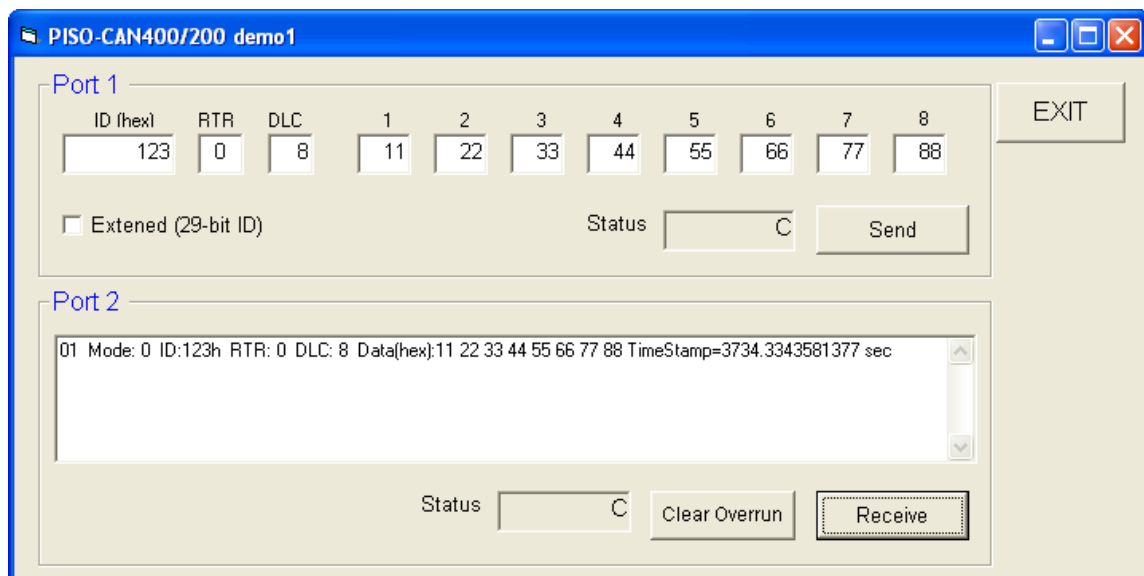 PISO-CAN400/200 demo1
Port 1
ID (hex) RTR DLC 1 2 3 4 5 6 7 8
123 0 8 11 22 33 44 55 66 77 88
EXIT
Extened (29-bit ID) Status C Send
Port 2
01 Mode: 0 ID:123h RTR: 0 DLC: 8 Data(hex):11 22 33 44 55 66 77 88 TimeStamp=3734.3343581377 sec
Status C Clear Overrun Receive